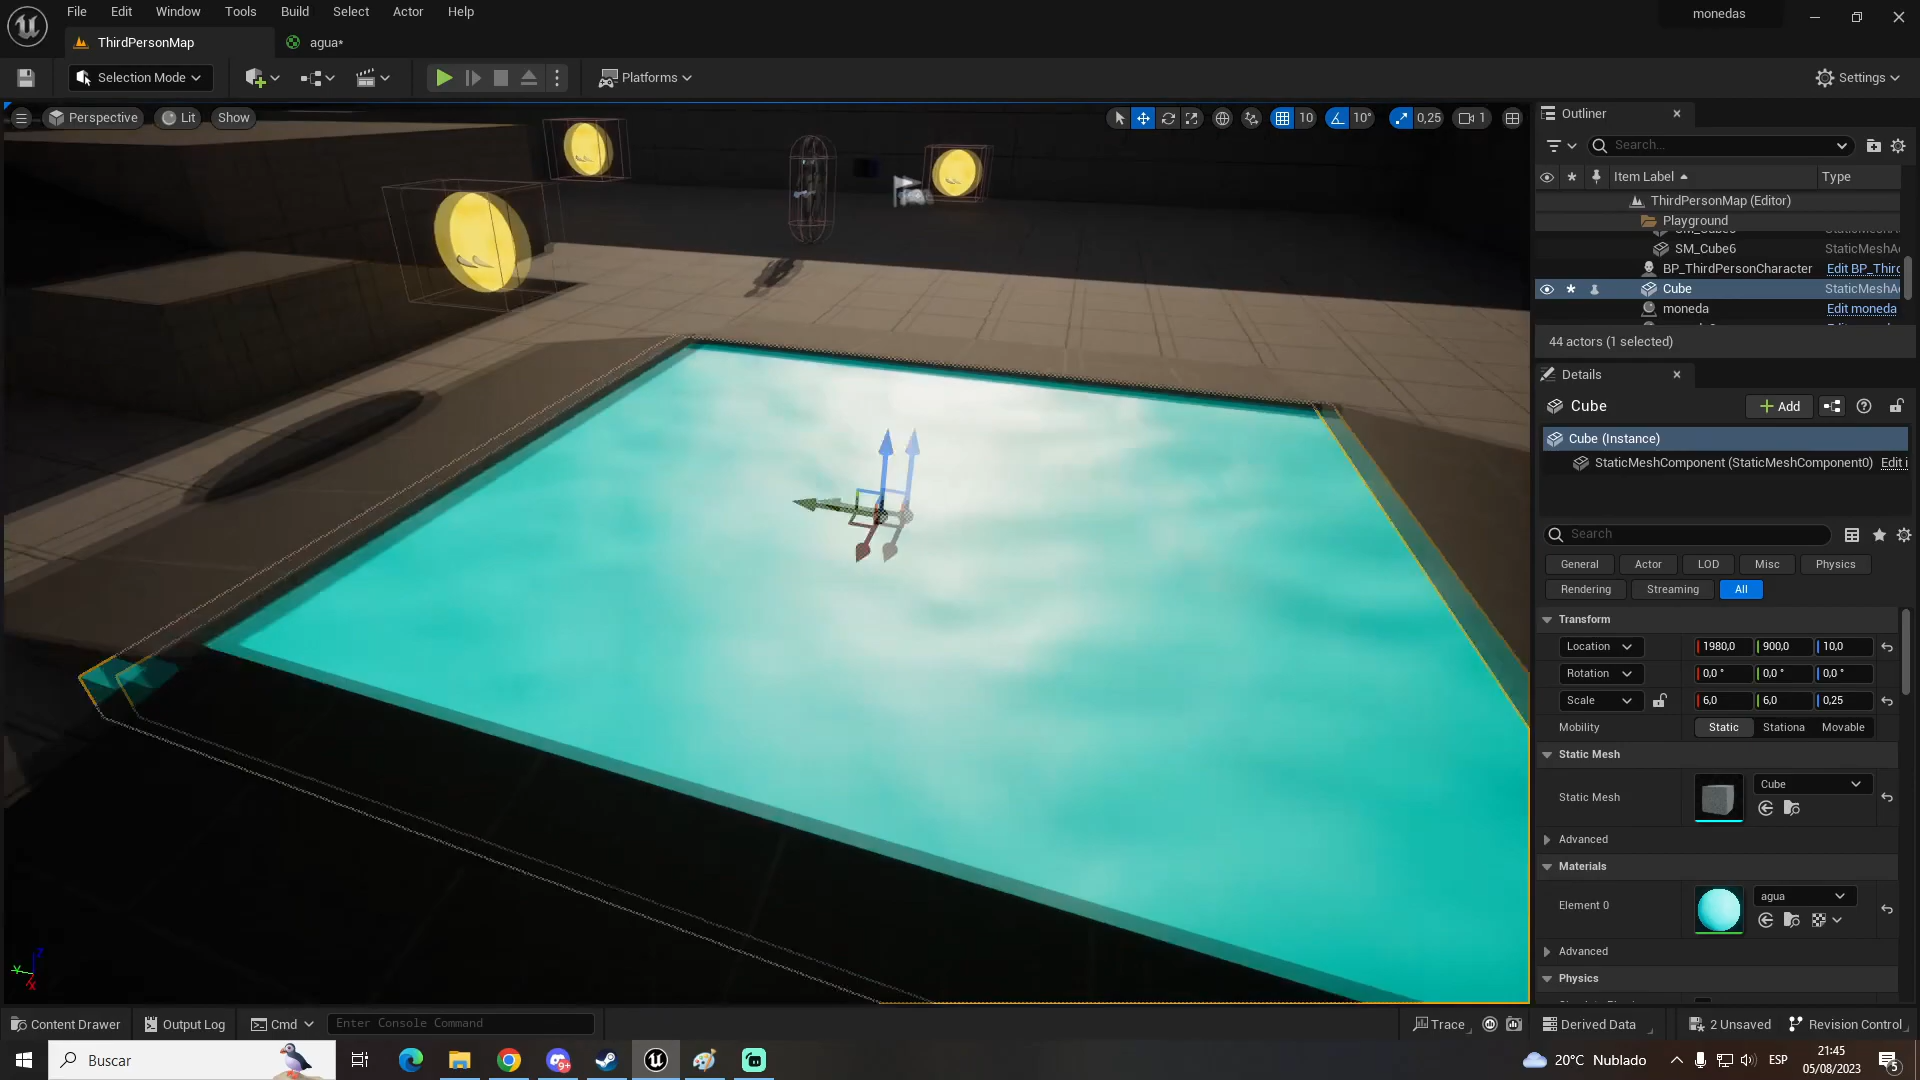 File Edit Window Tools Build Select Actor Help
monedas
ThirdPersonMap
agua*
Selection Mode
Platforms
Settings
Perspective Lit Show
10 10° 0,25 1
Outliner
Search...
Item Label Type
ThirdPersonMap (Editor)
Playground
SM_Cube6 StaticMeshA
BP_ThirdPersonCharacter Edit BP_Thir
Cube StaticMeshA
moneda Edit moneda
44 actors (1 selected)
Details
Cube
Add
Cube (Instance)
StaticMeshComponent (StaticMeshComponent0) Edit i
Search
General Actor LOD Misc Physics
Rendering Streaming All
Transform
Location 1980,0 900,0 10,0
Rotation 0,0 ° 0,0 ° 0,0 °
Scale 6,0 6,0 0,25
Mobility Static Stationa Movable
Static Mesh
Static Mesh Cube
Advanced
Materials
Element 0 agua
Advanced
Physics
Content Drawer Output Log Cmd Enter Console Command Trace Derived Data 2 Unsaved Revision Control
Buscar
9+
20°C Nublado
ESP
21:45
05/08/2023
5